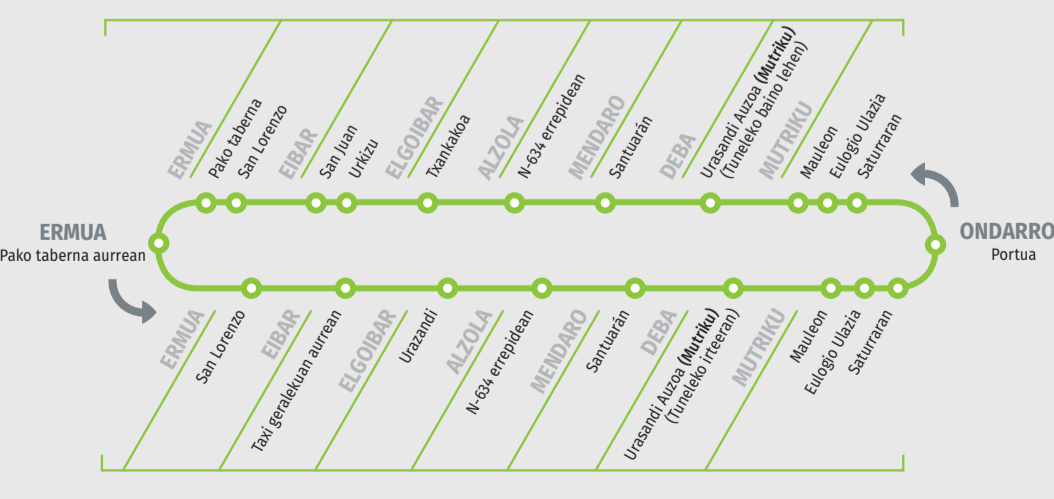 ERMUA
Pako taberna
San Lorenzo
EIBAR
San Juan
Urkizu
ELGOIBAR
Txankakoa
ALZOLA
N-634 errepidean
MENDARO
Santuarán
DEBA
Urasandi Auzoa (Mutriku)
(Tuneleko baino lehen)
MUTRIKU
Mauleon
Eulogio Ulazia
Saturraran
ERMUA
Pako taberna aurrean
ONDARRO
Portua
ERMUA
San Lorenzo
EIBAR
Taxi geralekuan aurrean
ELGOIBAR
Urazandi
ALZOLA
N-634 errepidean
MENDARO
Santuarán
DEBA
Urasandi Auzoa (Mutriku)
(Tuneleko irteeran)
MUTRIKU
Mauleon
Eulogio Ulazia
Saturraran